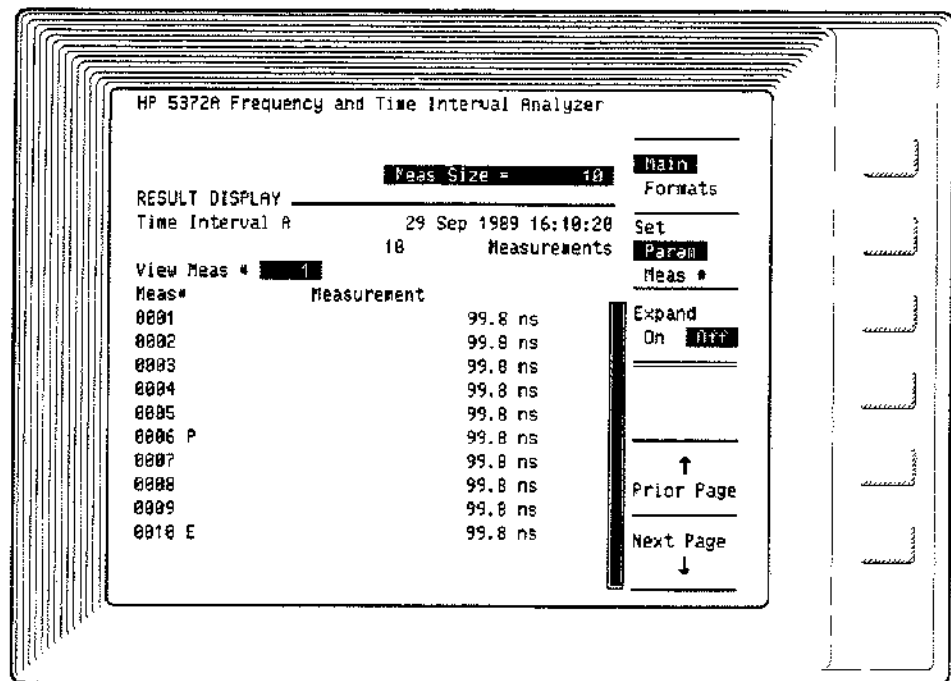 HP 5372A Frequency and Time Interval Analyzer
Meas Size = 10
RESULT DISPLAY
Time Interval A 29 Sep 1989 16:10:20
10 Measurements
View Meas # 1
Meas# Measurement
0001 99.8 ns
0002 99.8 ns
0003 99.8 ns
0004 99.8 ns
0005 99.8 ns
0006 P 99.8 ns
0007 99.8 ns
0008 99.8 ns
0009 99.8 ns
0010 E 99.8 ns
Main
Formats
Set
Param
Meas #
Expand
On Off
↑
Prior Page
Next Page
↓